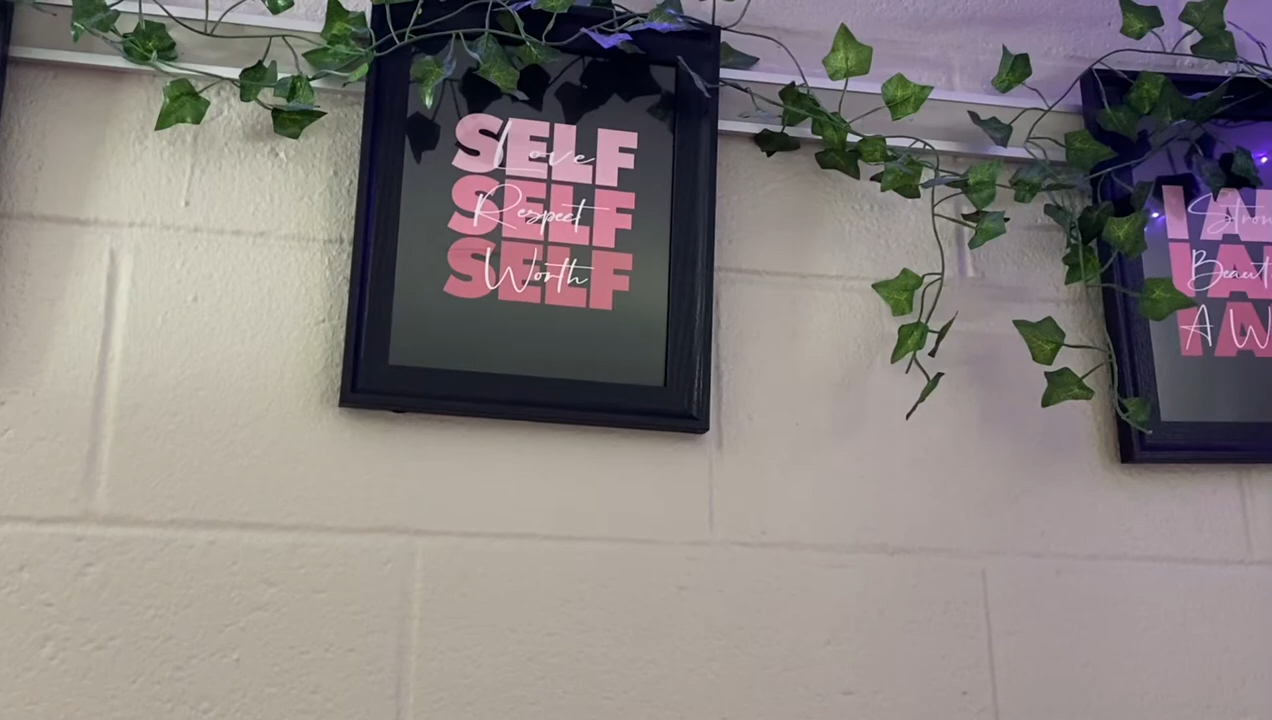 SELF
Love
SELF
Respect
SELF
Worth
I A
I A
I A
A